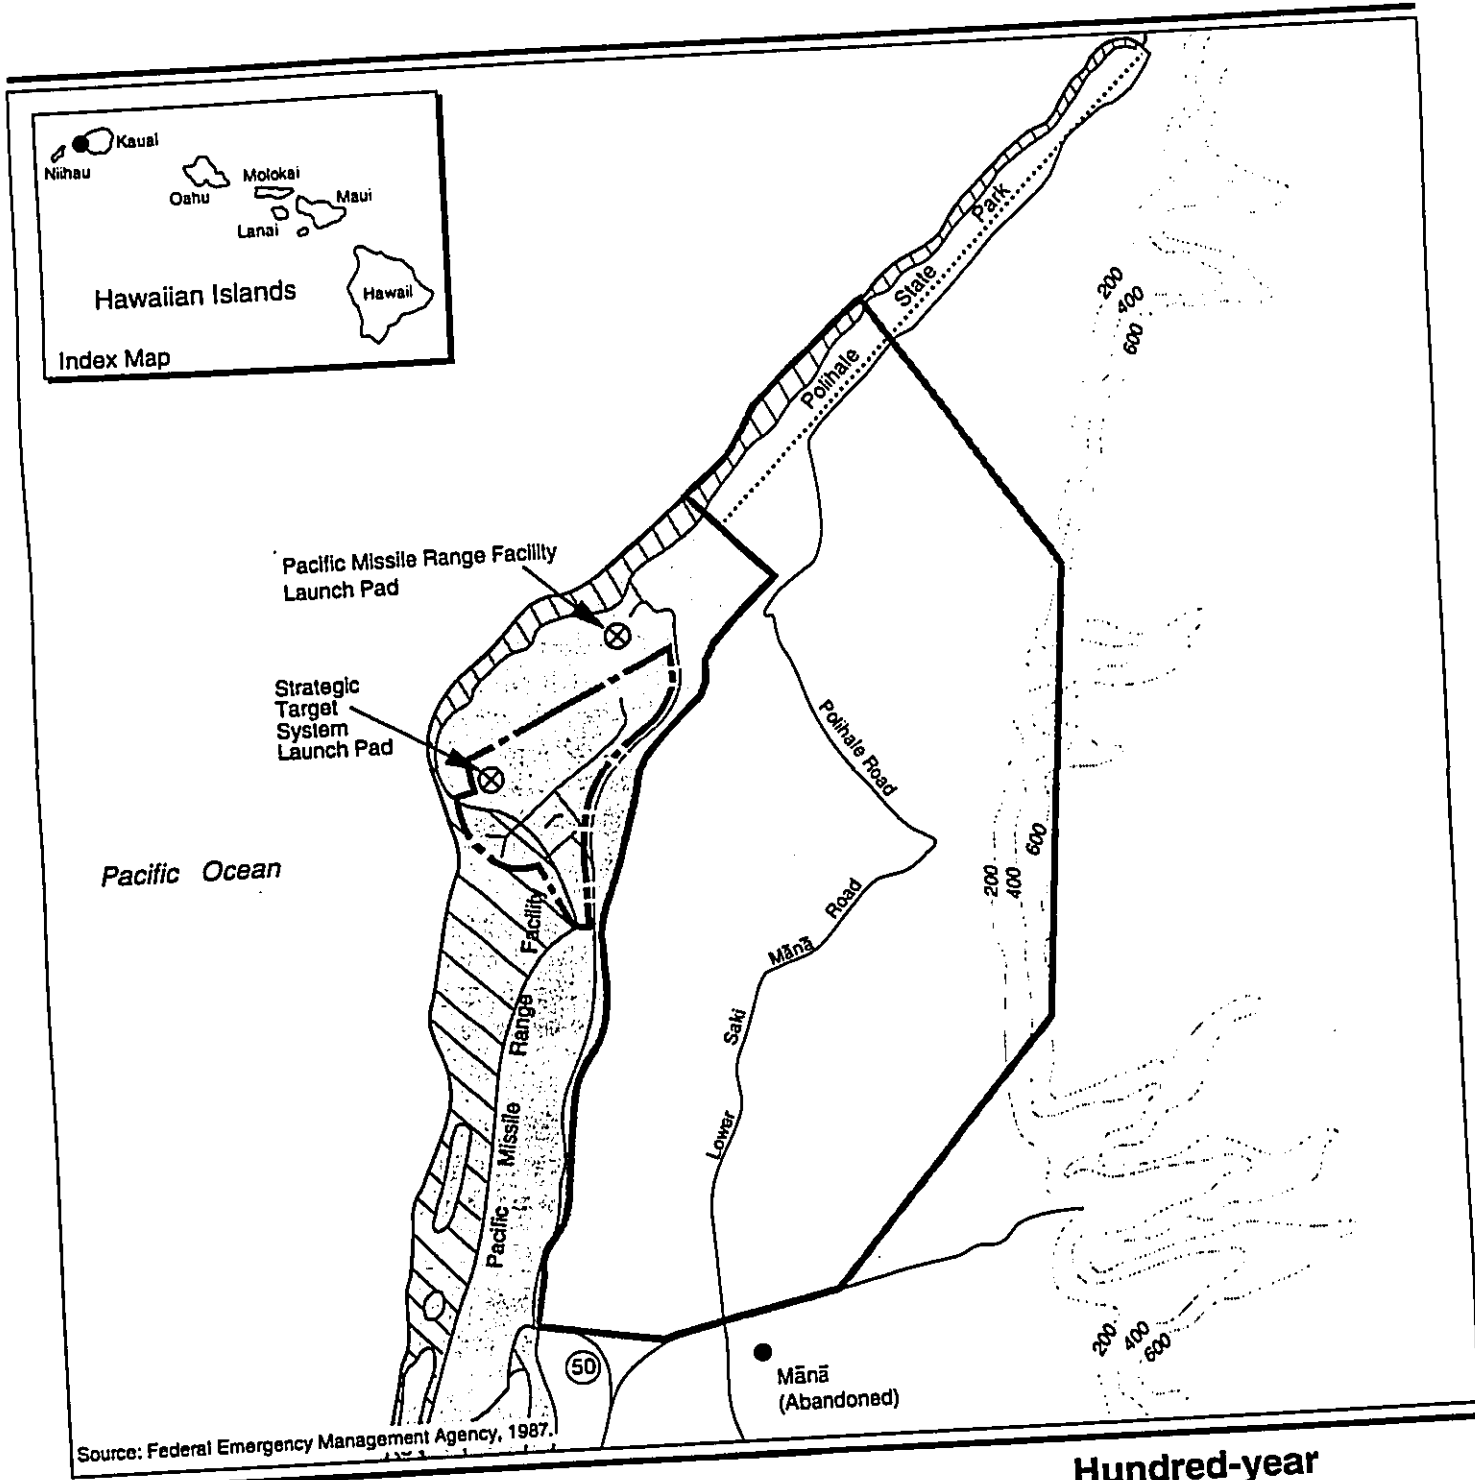 Kauai
Niihau
Oahu
Molokai
Maui
Lanai
Hawaiian Islands
Hawaii
Index Map
Park
State
Polihale
200
400
600
Pacific Missile Range Facility
Launch Pad
Strategic
Target
System
Launch Pad
Polihale Road
Pacific Ocean
600
200
400
Road
Mānā
Saki
Lower
Facility
Range
Missile
Pacific
200
400
600
50
Mānā
(Abandoned)
Source: Federal Emergency Management Agency, 1987.
Hundred-year